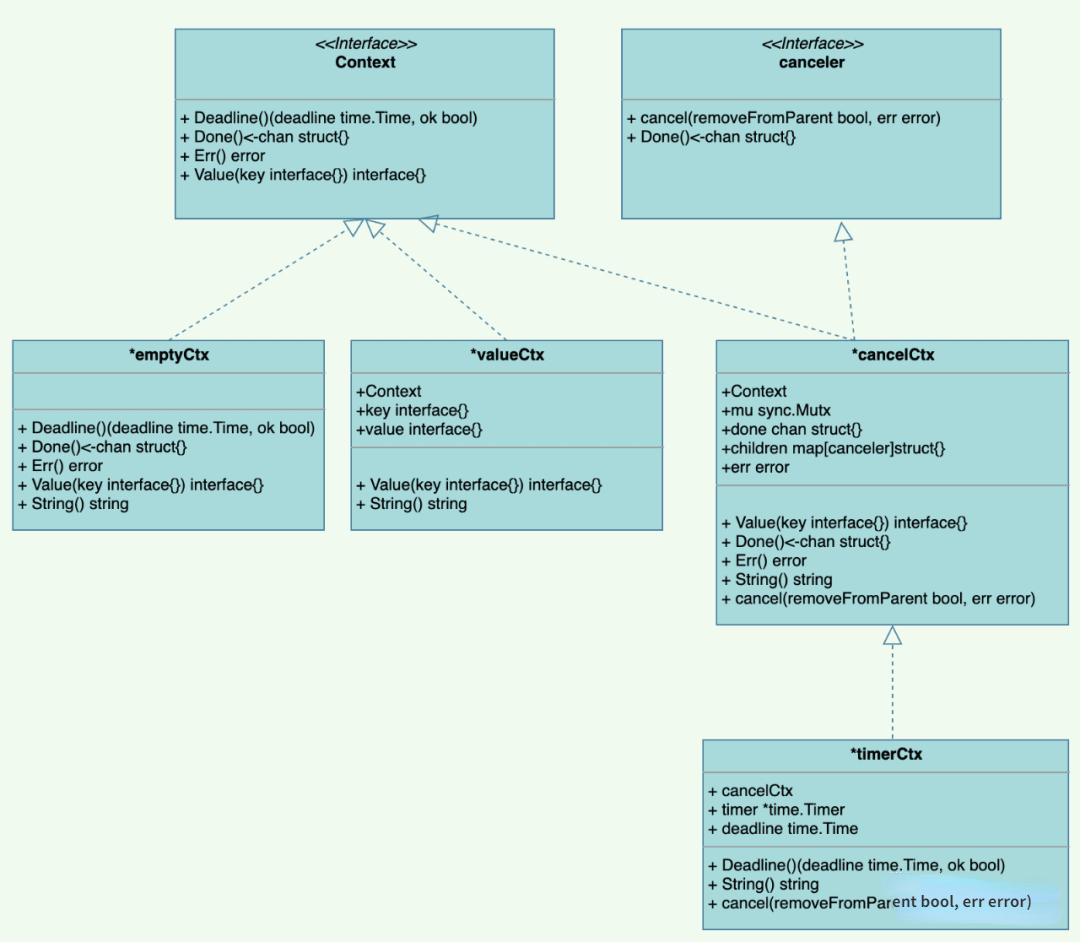 <<Interface>>
Context
+ Deadline()(deadline time.Time, ok bool)
+ Done()<-chan struct{}
+ Err() error
+ Value(key interface{}) interface{}
<<Interface>>
canceler
+ cancel(removeFromParent bool, err error)
+ Done()<-chan struct{}
*emptyCtx
+ Deadline()(deadline time.Time, ok bool)
+ Done()<-chan struct{}
+ Err() error
+ Value(key interface{}) interface{}
+ String() string
*valueCtx
+Context
+key interface{}
+value interface{}
+ Value(key interface{}) interface{}
+ String() string
*cancelCtx
+Context
+mu sync.Mutx
+done chan struct{}
+children map[canceler]struct{}
+err error
+ Value(key interface{}) interface{}
+ Done()<-chan struct{}
+ Err() error
+ String() string
+ cancel(removeFromParent bool, err error)
*timerCtx
+ cancelCtx
+ timer *time.Timer
+ deadline time.Time
+ Deadline()(deadline time.Time, ok bool)
+ String() string
+ cancel(removeFromParent bool, err error)